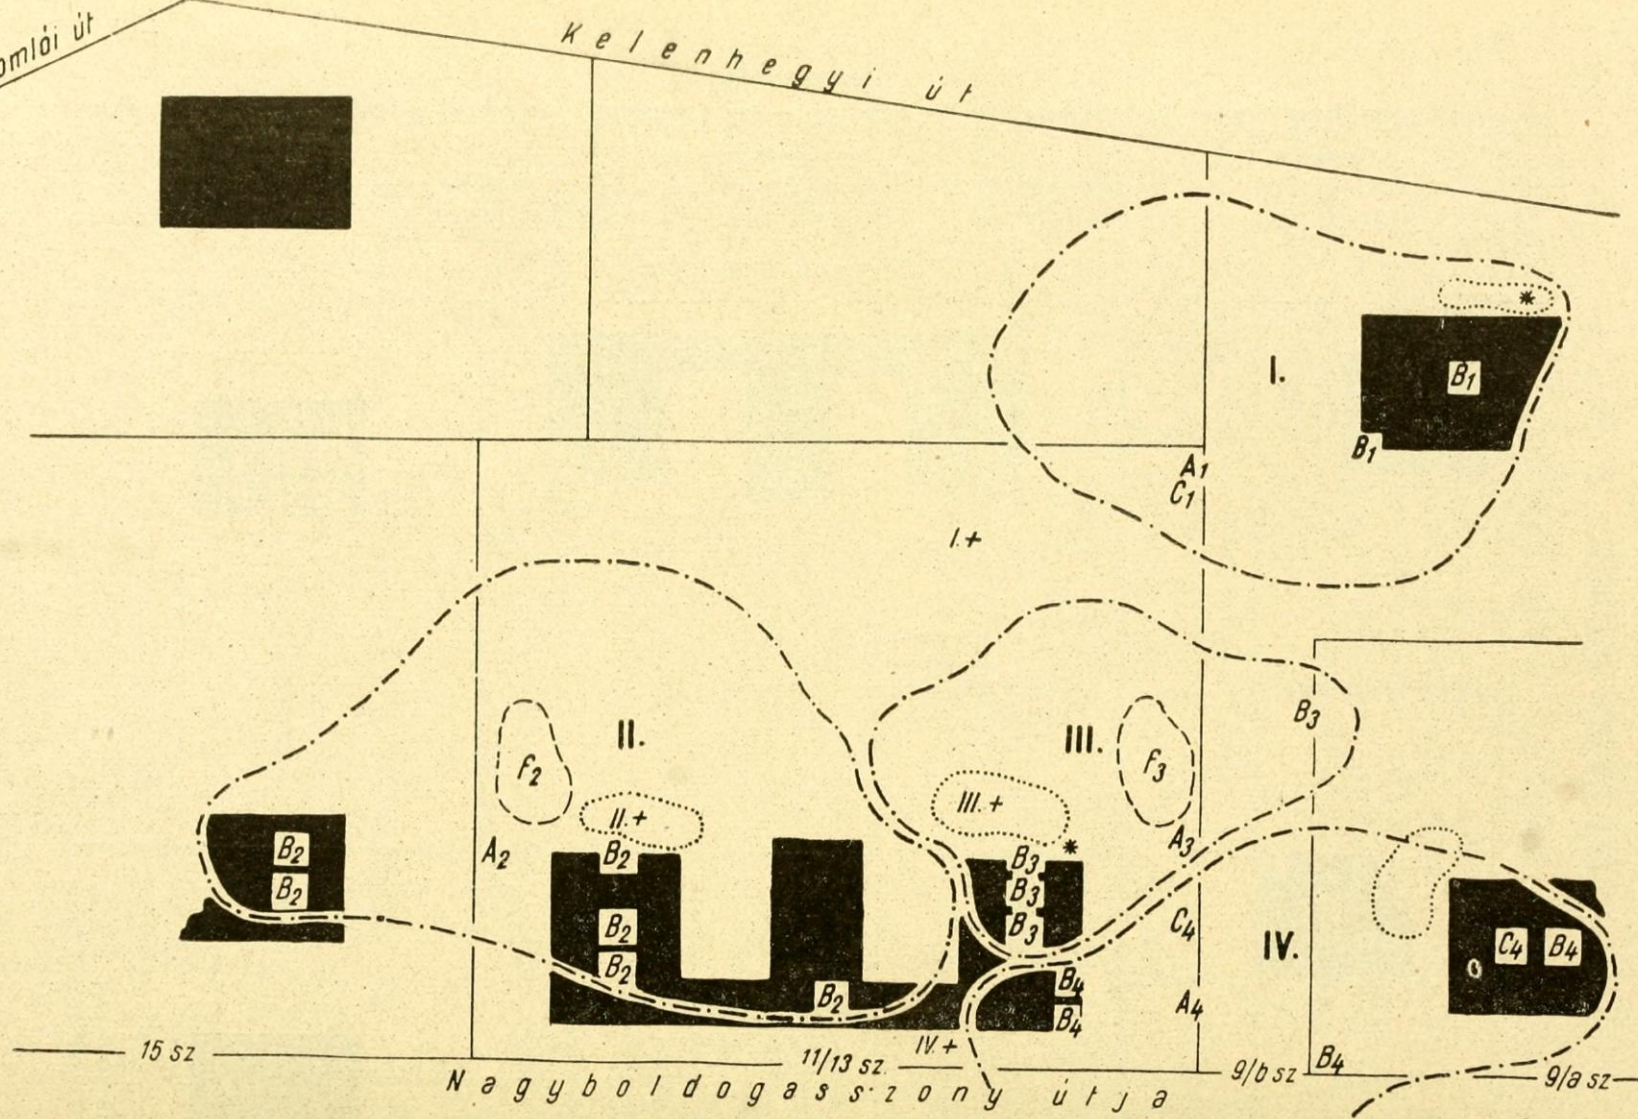 út
Kelenhegyi út
I.
B1
B1
A1
C1
I.+
B3
II.
III.
F2
F3
II.+
III.+
A2
B2
B2
B2
B3
A3
B3
B2
B3
C4
IV.
C4 B4
B2
B4
B2
A4
B4
IV.+
15 sz
11/13 sz.
9/b sz
B4
9/a sz
Nagyboldogasszony útja